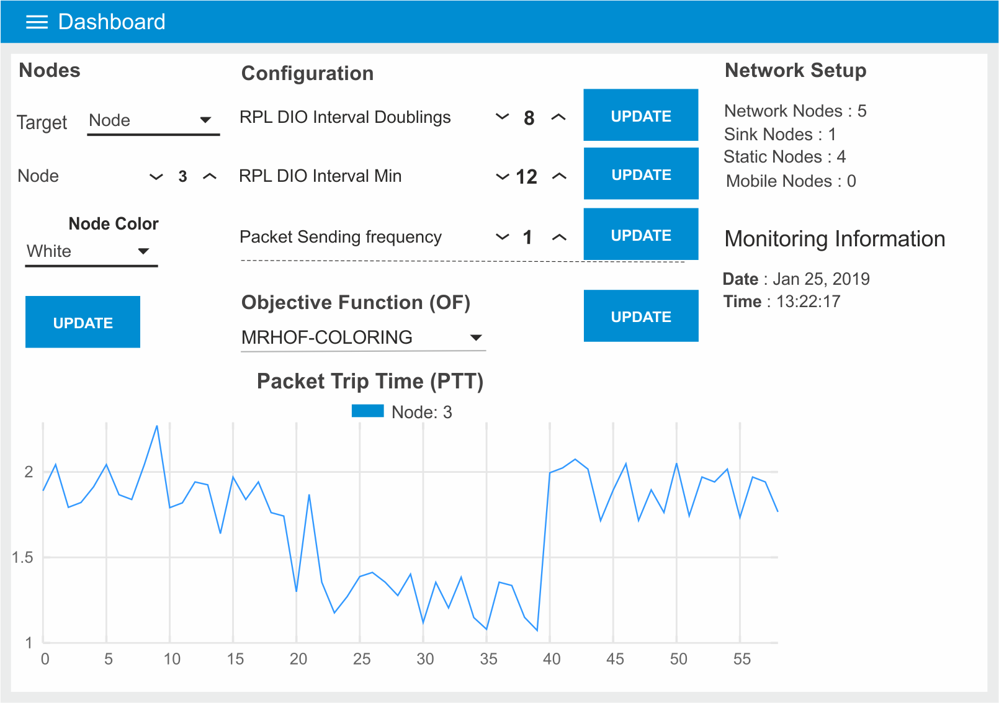 Dashboard
Nodes
Target Node
Node 3
Node Color
White
UPDATE
Configuration
RPL DIO Interval Doublings 8 UPDATE
RPL DIO Interval Min 12 UPDATE
Packet Sending frequency 1 UPDATE
Objective Function (OF)
MRHOF-COLORING
UPDATE
Network Setup
Network Nodes : 5
Sink Nodes : 1
Static Nodes : 4
Mobile Nodes : 0
Monitoring Information
Date : Jan 25, 2019
Time : 13:22:17
Packet Trip Time (PTT)
Node: 3
2
1.5
1
0 5 10 15 20 25 30 35 40 45 50 55